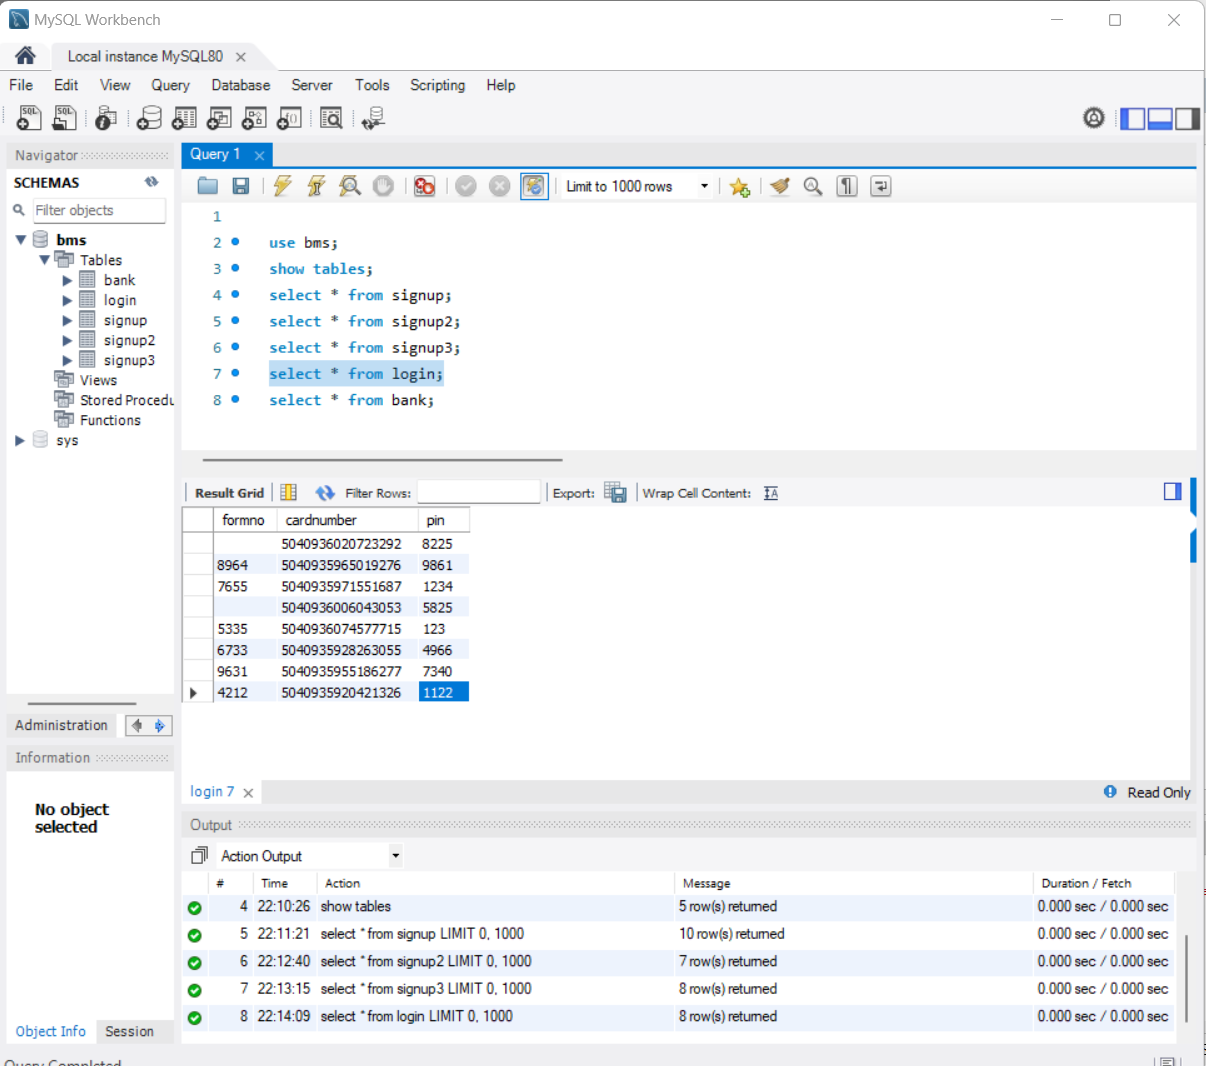 MySQL Workbench
Local instance MySQL80
File Edit View Query Database Server Tools Scripting Help
Navigator
SCHEMAS
Filter objects
bms
Tables
bank
login
signup
signup2
signup3
Views
Stored Procedu
Functions
sys
Administration
Information
No object
selected
Object Info Session
Query 1
Limit to 1000 rows
1
2 use bms;
3 show tables;
4 select * from signup;
5 select * from signup2;
6 select * from signup3;
7 select * from login;
8 select * from bank;
Result Grid Filter Rows: Export: Wrap Cell Content:
formno cardnumber pin
5040936020723292 8225
8964 5040935965019276 9861
7655 5040935971551687 1234
5040936006043053 5825
5335 5040936074577715 123
6733 5040935928263055 4966
9631 5040935955186277 7340
4212 5040935920421326 1122
login 7 Read Only
Output
Action Output
# Time Action Message Duration / Fetch
4 22:10:26 show tables 5 row(s) returned 0.000 sec / 0.000 sec
5 22:11:21 select * from signup LIMIT 0, 1000 10 row(s) returned 0.000 sec / 0.000 sec
6 22:12:40 select * from signup2 LIMIT 0, 1000 7 row(s) returned 0.000 sec / 0.000 sec
7 22:13:15 select * from signup3 LIMIT 0, 1000 8 row(s) returned 0.000 sec / 0.000 sec
8 22:14:09 select * from login LIMIT 0, 1000 8 row(s) returned 0.000 sec / 0.000 sec
Query Completed